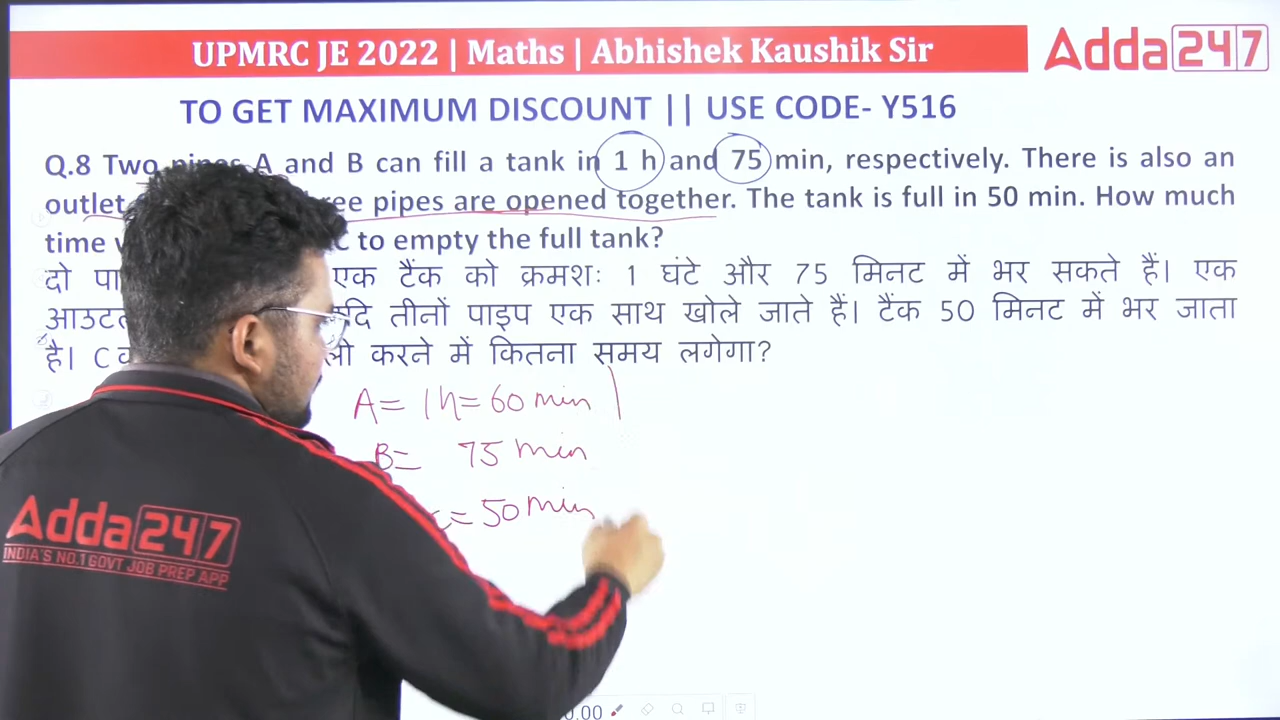 UPMRC JE 2022 | Maths | Abhishek Kaushik Sir
Adda247
TO GET MAXIMUM DISCOUNT || USE CODE- Y516
Q.8 Two pipes A and B can fill a tank in 1 h and 75 min, respectively. There is also an
outlet pipes are opened together. The tank is full in 50 min. How much
time C to empty the full tank?
दो एक टैंक को क्रमशः 1 घंटे और 75 मिनट में भर सकते हैं। एक
तीनों पाइप एक साथ खोले जाते हैं। टैंक 50 मिनट में भर जाता
है। C करने में कितना समय लगेगा?
A = 1h = 60 min
B = 75 min
= 50 min
Adda247
INDIA'S NO.1 GOVT JOB PREP APP